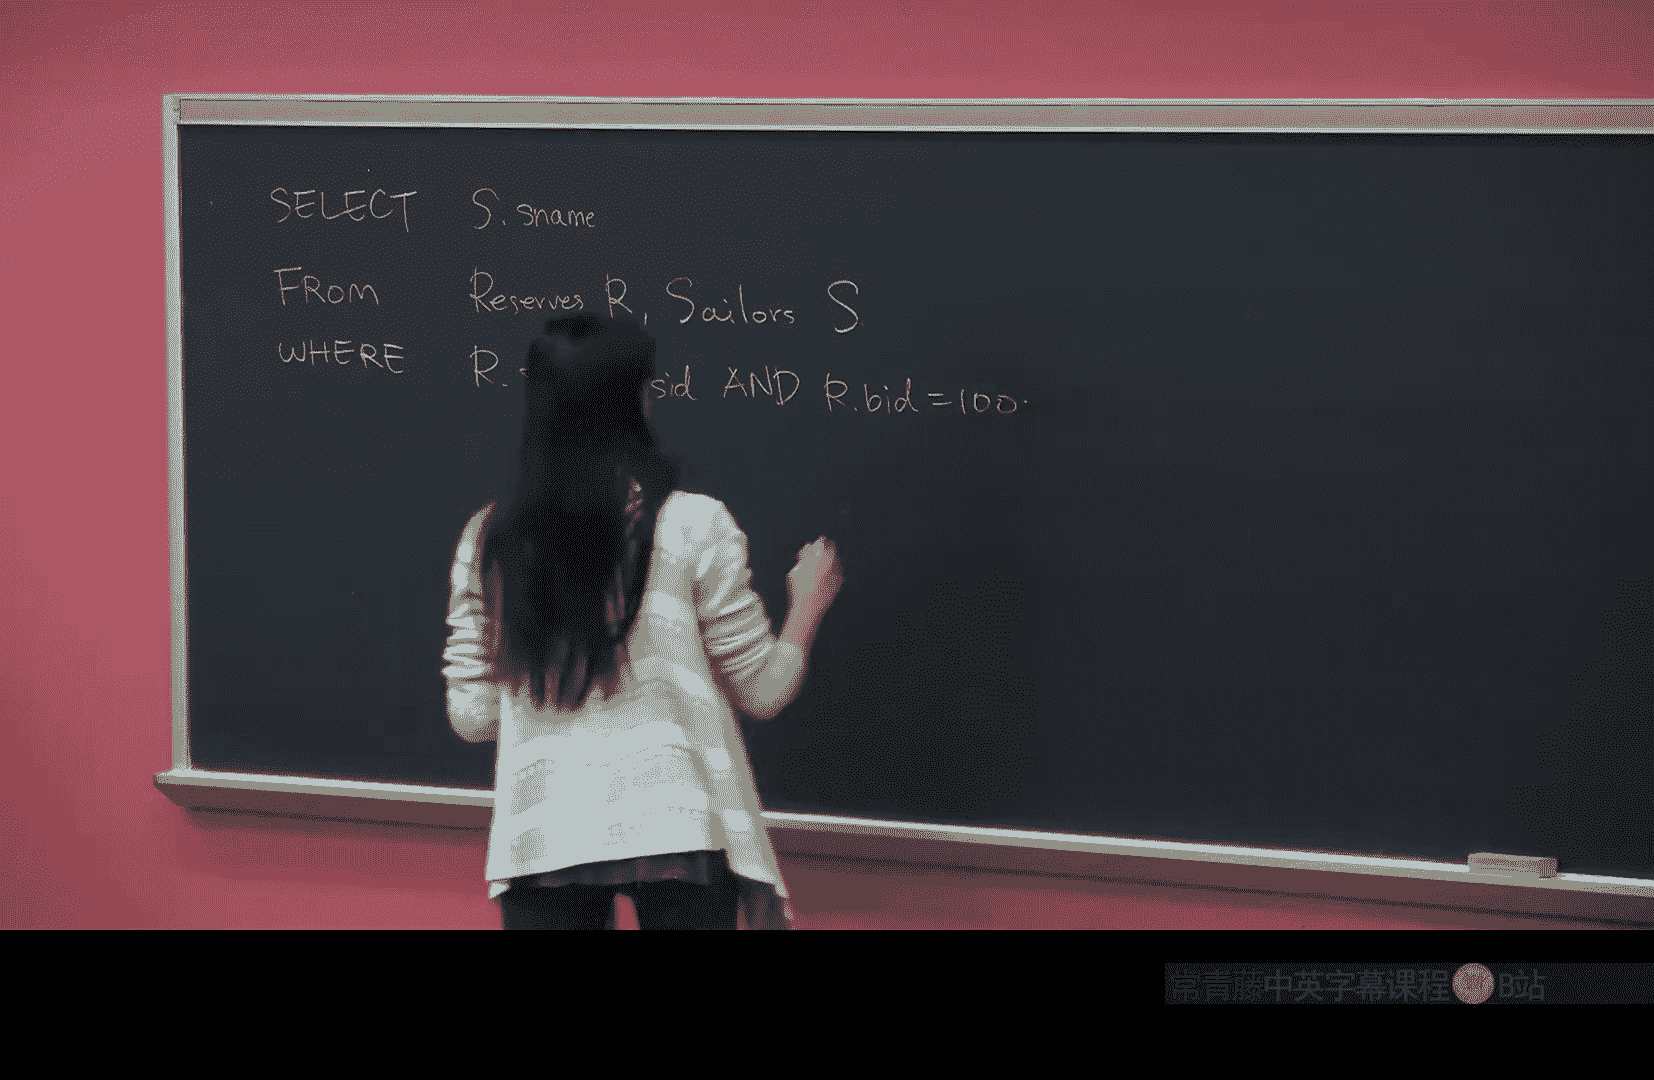 SELECT S.sname
FROM Reserves R, Sailors S
WHERE R. sid AND R.bid=100.
常青藤中英字幕课程 B站